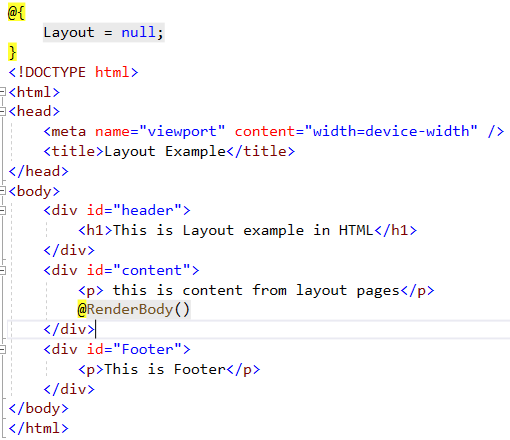 @{
    Layout = null;
}
<!DOCTYPE html>
<html>
<head>
    <meta name="viewport" content="width=device-width" />
    <title>Layout Example</title>
</head>
<body>
    <div id="header">
        <h1>This is Layout example in HTML</h1>
    </div>
    <div id="content">
        <p> this is content from layout pages</p>
        @RenderBody()
    </div>
    <div id="Footer">
        <p>This is Footer</p>
    </div>
</body>
</html>